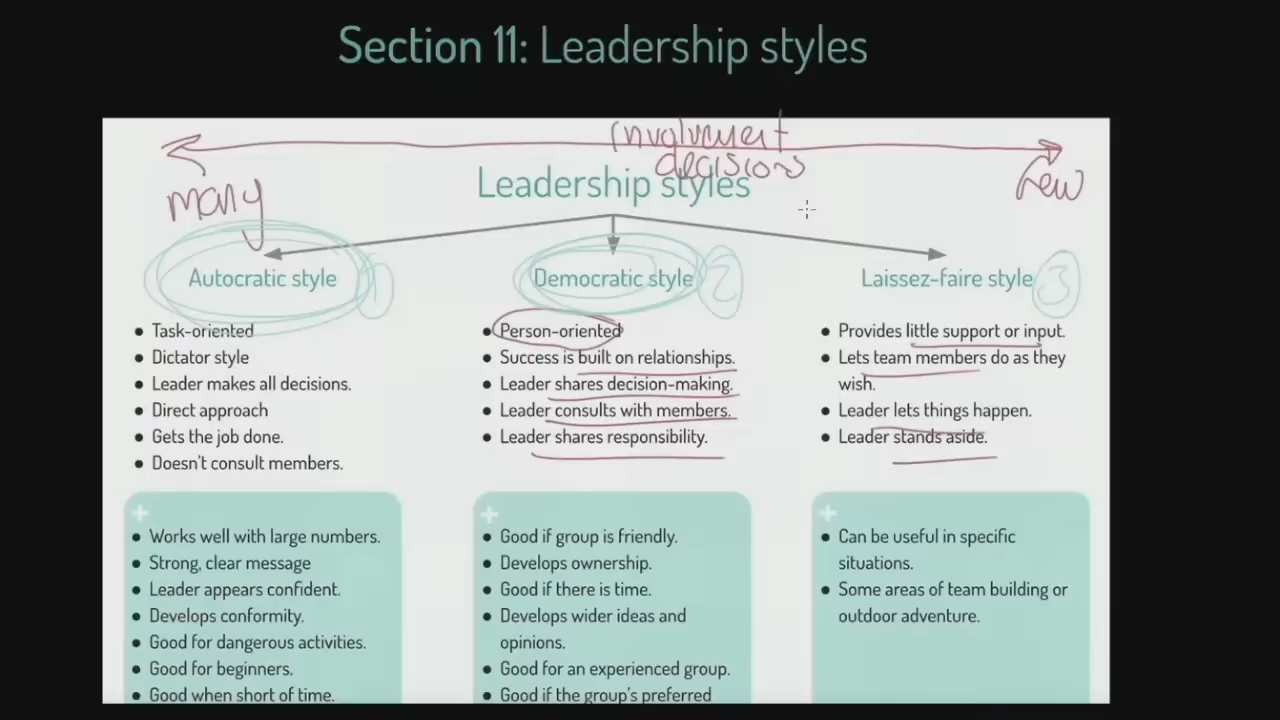 Section 11: Leadership styles
involvement
decisions
many
few
Leadership styles
Autocratic style
1
Democratic style
2
Laissez-faire style
3
● Task-oriented
● Dictator style
● Leader makes all decisions.
● Direct approach
● Gets the job done.
● Doesn't consult members.
● Person-oriented
● Success is built on relationships.
● Leader shares decision-making.
● Leader consults with members.
● Leader shares responsibility.
● Provides little support or input.
● Lets team members do as they
wish.
● Leader lets things happen.
● Leader stands aside.
+
● Works well with large numbers.
● Strong, clear message
● Leader appears confident.
● Develops conformity.
● Good for dangerous activities.
● Good for beginners.
● Good when short of time.
+
● Good if group is friendly.
● Develops ownership.
● Good if there is time.
● Develops wider ideas and
opinions.
● Good for an experienced group.
● Good if the group's preferred
+
● Can be useful in specific
situations.
● Some areas of team building or
outdoor adventure.